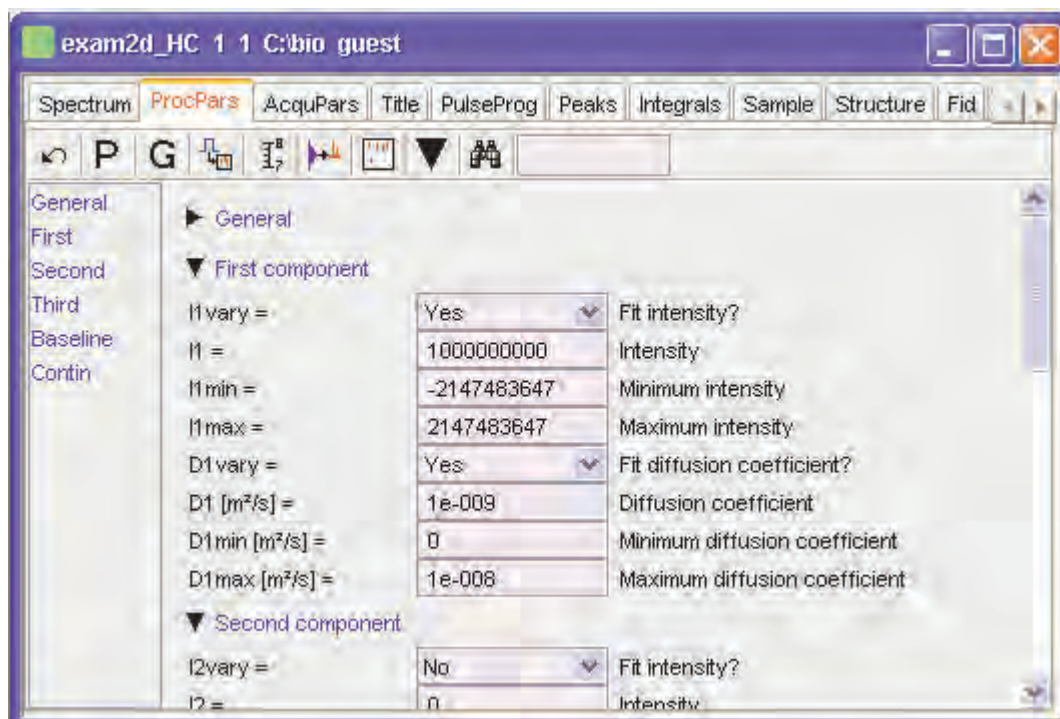 exam2d_HC 1 1 C:\bio guest
Spectrum ProcPars AcquPars Title PulseProg Peaks Integrals Sample Structure Fid
P G
General
First
Second
Third
Baseline
Contin
General
First component
I1vary = Yes Fit intensity?
I1 = 1000000000 Intensity
I1min = -2147483647 Minimum intensity
I1max = 2147483647 Maximum intensity
D1vary = Yes Fit diffusion coefficient?
D1 [m²/s] = 1e-009 Diffusion coefficient
D1min [m²/s] = 0 Minimum diffusion coefficient
D1max [m²/s] = 1e-008 Maximum diffusion coefficient
Second component
I2vary = No Fit intensity?
I2 = 0 Intensity